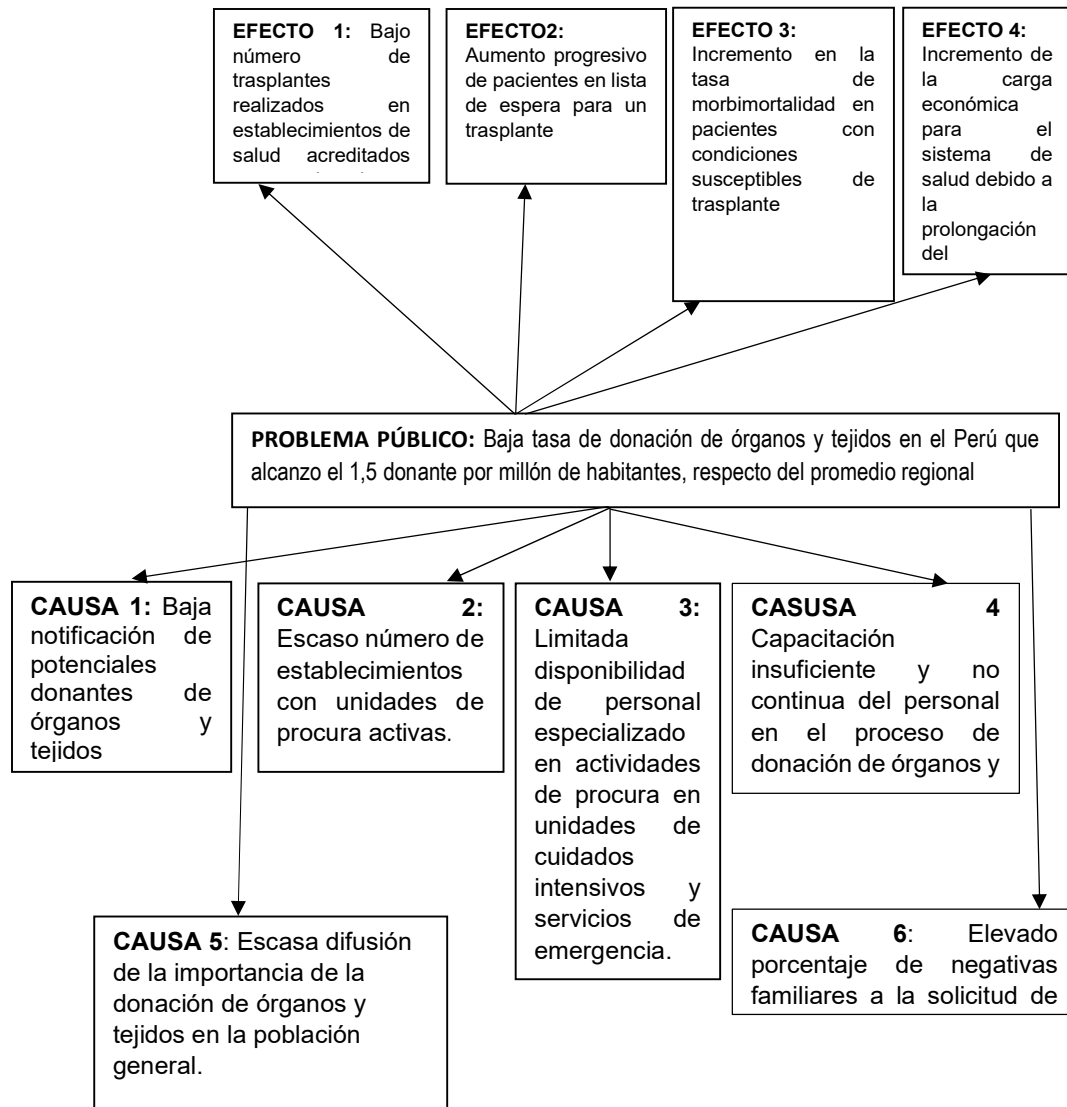 EFECTO 1: Bajo
número de
trasplantes
realizados en
establecimientos de
salud acreditados
EFECTO2:
Aumento progresivo
de pacientes en lista
de espera para un
trasplante
EFECTO 3:
Incremento en la
tasa de
morbimortalidad en
pacientes con
condiciones
susceptibles de
trasplante
EFECTO 4:
Incremento de
la carga
económica
para el
sistema de
salud debido a
la
prolongación
del
PROBLEMA PÚBLICO: Baja tasa de donación de órganos y tejidos en el Perú que
alcanzo el 1,5 donante por millón de habitantes, respecto del promedio regional
CAUSA 1: Baja
notificación de
potenciales
donantes de
órganos y
tejidos
CAUSA 2:
Escaso número de
establecimientos
con unidades de
procura activas.
CAUSA 3:
Limitada
disponibilidad
de personal
especializado
en actividades
de procura en
unidades de
cuidados
intensivos y
servicios de
emergencia.
CASUSA 4
Capacitación
insuficiente y no
continua del personal
en el proceso de
donación de órganos y
CAUSA 5: Escasa difusión
de la importancia de la
donación de órganos y
tejidos en la población
general.
CAUSA 6: Elevado
porcentaje de negativas
familiares a la solicitud de